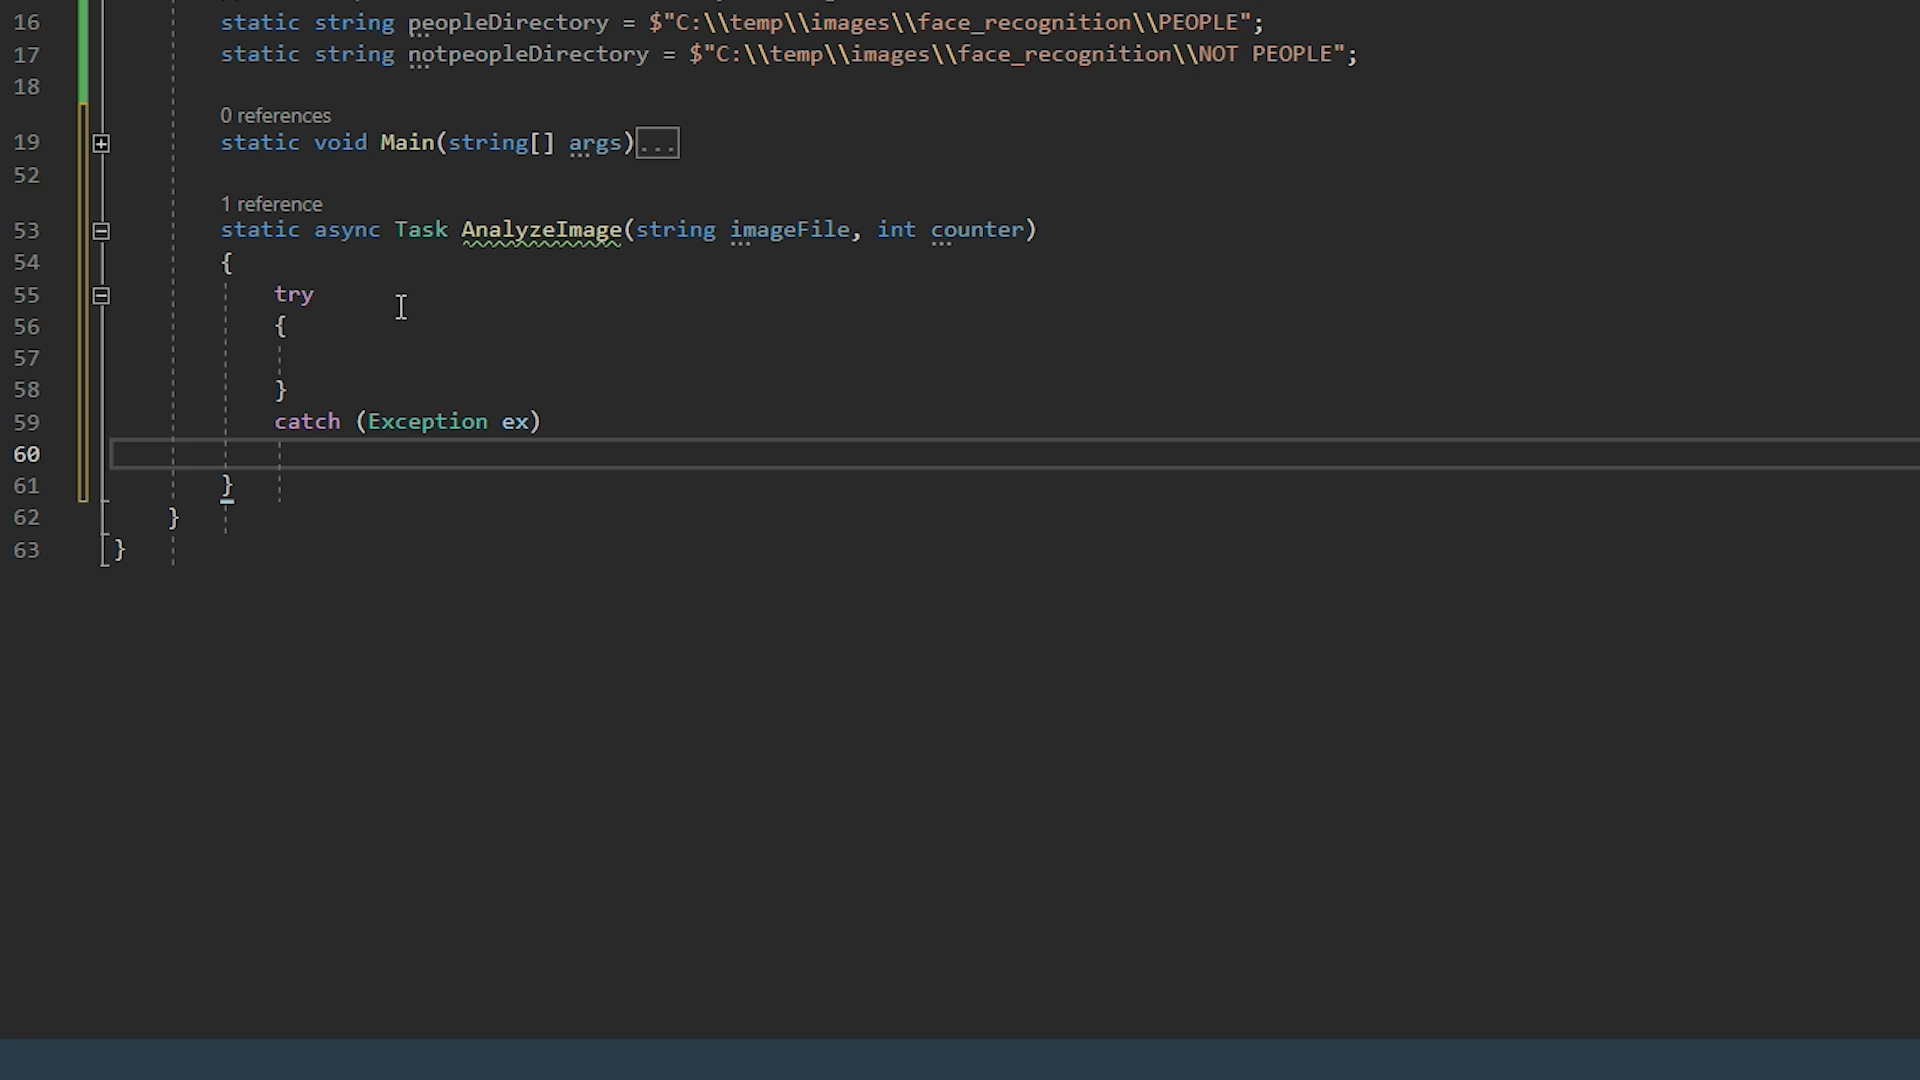 16 static string peopleDirectory = $"C:\\temp\\images\\face_recognition\\PEOPLE";
17 static string notpeopleDirectory = $"C:\\temp\\images\\face_recognition\\NOT PEOPLE";
18
0 references
19 static void Main(string[] args)...
52
1 reference
53 static async Task AnalyzeImage(string imageFile, int counter)
54 {
55 try
56 {
57
58 }
59 catch (Exception ex)
60
61 }
62 }
63 }